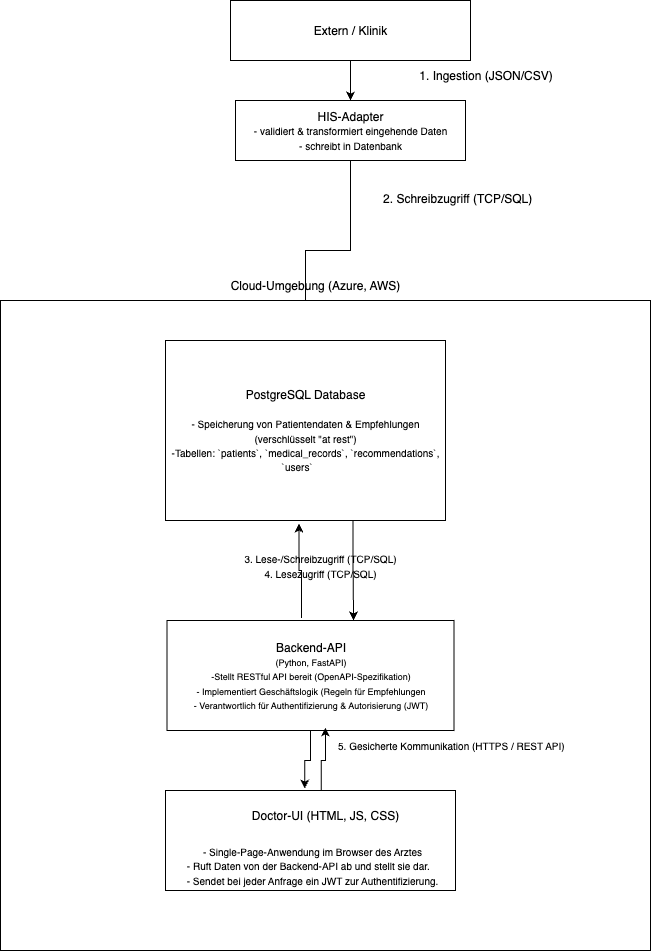 Extern / Klinik
1. Ingestion (JSON/CSV)
HIS-Adapter
- validiert & transformiert eingehende Daten
- schreibt in Datenbank
2. Schreibzugriff (TCP/SQL)
Cloud-Umgebung (Azure, AWS)
PostgreSQL Database
- Speicherung von Patientendaten & Empfehlungen
(verschlüsselt "at rest")
-Tabellen: `patients`, `medical_records`, `recommendations`,
`users`
3. Lese-/Schreibzugriff (TCP/SQL)
4. Lesezugriff (TCP/SQL)
Backend-API
(Python, FastAPI)
-Stellt RESTful API bereit (OpenAPI-Spezifikation)
- Implementiert Geschäftslogik (Regeln für Empfehlungen
- Verantwortlich für Authentifizierung & Autorisierung (JWT)
5. Gesicherte Kommunikation (HTTPS / REST API)
Doctor-UI (HTML, JS, CSS)
- Single-Page-Anwendung im Browser des Arztes
- Ruft Daten von der Backend-API ab und stellt sie dar.
- Sendet bei jeder Anfrage ein JWT zur Authentifizierung.